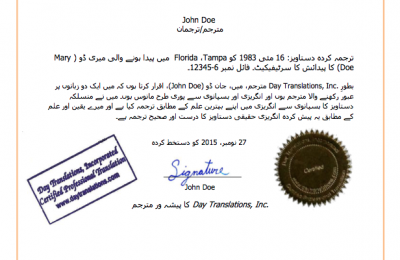 John Doe
مترجم/ترجمان
ترجمہ کردہ دستاویز: 16 مئی 1983 کو Florida ،Tampa میں پیدا ہونے والی میری ڈو ( Mary
Doe) کا پیدائش کا سرٹیفیکیٹ۔ فائل نمبر 6-12345۔
بطور Day Translations, Inc. مترجم، میں، جان ڈو (John Doe)، اقرار کرتا ہوں کہ میں ایک دو زبانوں پر
عبور رکھنے والا مترجم ہوں اور انگریزی اور ہسپانوی سے پوری طرح مانوس ہوں۔ میں نے منسلکہ
دستاویز کا ہسپانوی سے انگریزی میں اپنے بہترین علم کے مطابق ترجمہ کیا ہے اور میرے یقین اور علم
کے مطابق یہ پیش کردہ انگریزی حقیقی دستاویز کا درست اور صحیح ترجمہ ہے۔
27 نومبر، 2015 کو دستخط کردہ
Signature
John Doe
Day Translations, Inc. کا پیشہ ور مترجم
Day Translations, Incorporated
Certified Professional Translation
www.daytranslations.com
Certified